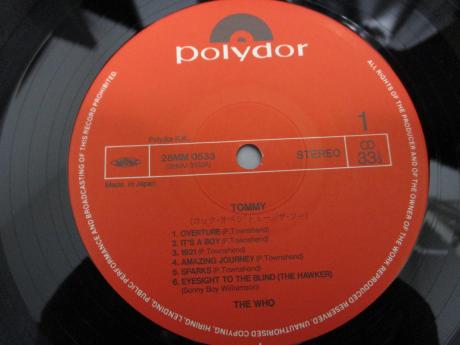 polydor
ALL RIGHTS OF THE PRODUCER AND OF THE OWNER OF THE WORK REPRODUCED RESERVED. UNAUTHORISED COPYING, HIRING, LENDING, PUBLIC PERFORMANCE AND BROADCASTING OF THIS RECORD PROHIBITED.
Polydor K.K.
28MM 0533
Made in Japan
STEREO
1
33⅓
TOMMY
1. OVERTURE (P.Townshend)
2. IT'S A BOY (P.Townshend)
3. 1921 (P.Townshend)
4. AMAZING JOURNEY (P.Townshend)
5. SPARKS (P.Townshend)
6. EYESIGHT TO THE BLIND (THE HAWKER)
(Sonny Boy Williamson)
THE WHO